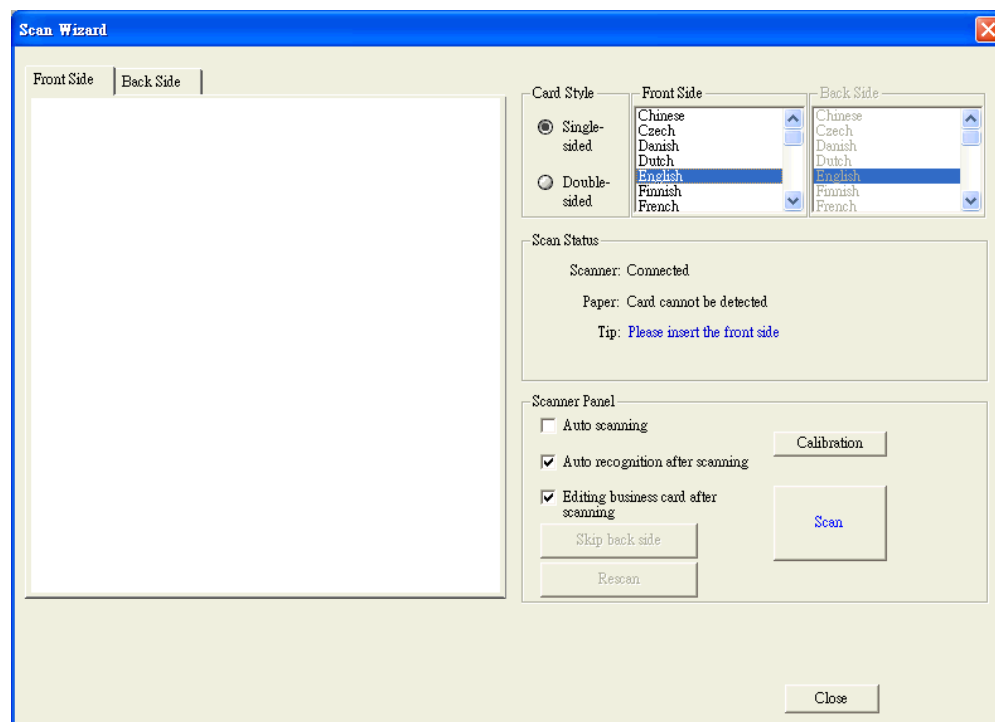 Scan Wizard
Front Side
Back Side
Card Style
Single-
sided
Double-
sided
Front Side
Chinese
Czech
Danish
Dutch
English
Finnish
French
Back Side
Chinese
Czech
Danish
Dutch
English
Finnish
French
Scan Status
Scanner: Connected
Paper: Card cannot be detected
Tip: Please insert the front side
Scanner Panel
Auto scanning
Auto recognition after scanning
Editing business card after
scanning
Skip back side
Rescan
Calibration
Scan
Close